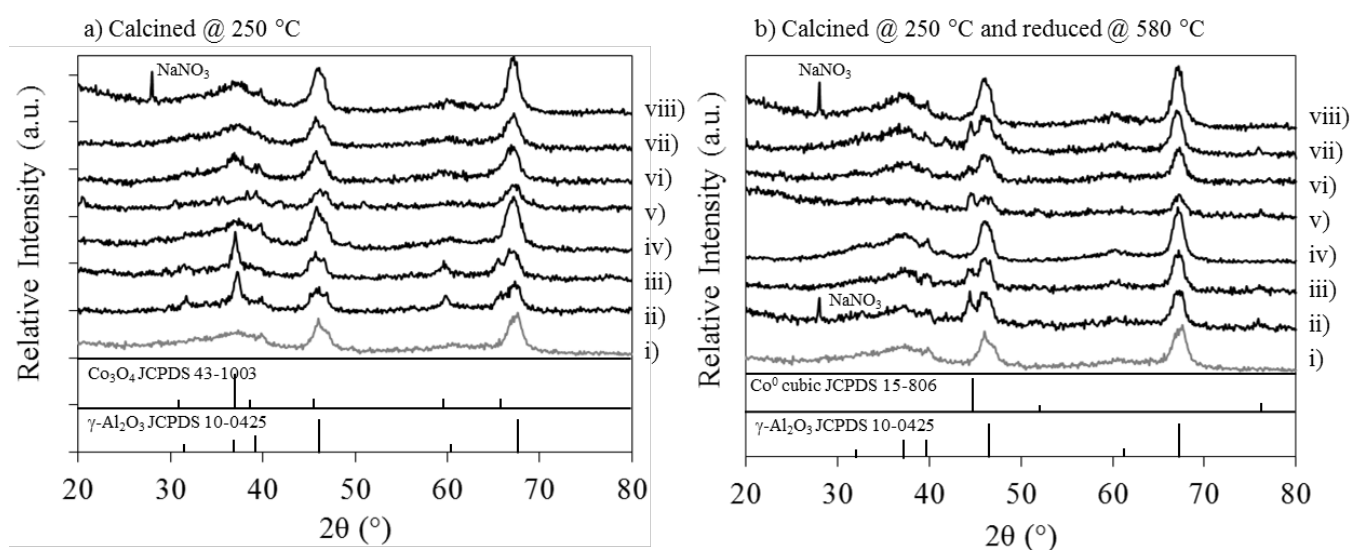 a) Calcined @ 250 °C
NaNO₃
viii)
vii)
vi)
v)
iv)
iii)
ii)
i)
Relative Intensity (a.u.)
Co₃O₄ JCPDS 43-1003
γ-Al₂O₃ JCPDS 10-0425
20 30 40 50 60 70 80
2θ (°)
b) Calcined @ 250 °C and reduced @ 580 °C
NaNO₃
viii)
vii)
vi)
v)
iv)
iii)
NaNO₃
ii)
i)
Relative Intensity (a.u.)
Co⁰ cubic JCPDS 15-806
γ-Al₂O₃ JCPDS 10-0425
20 30 40 50 60 70 80
2θ (°)